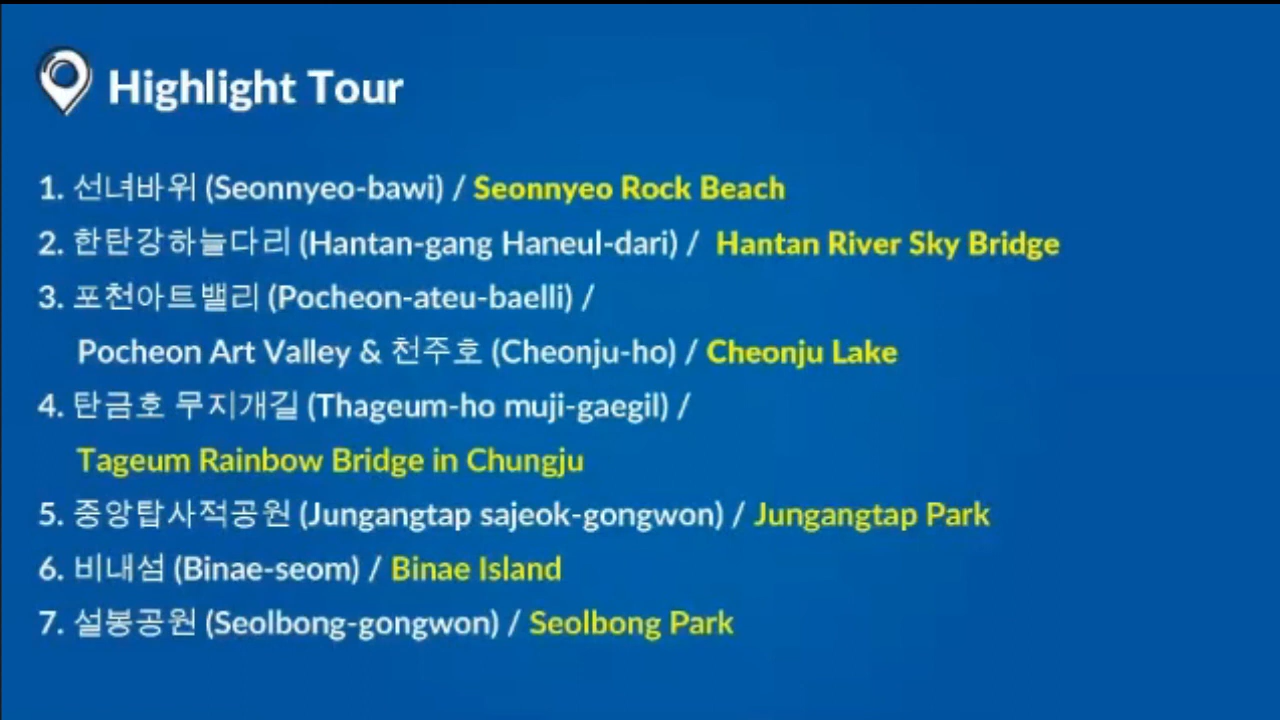 Highlight Tour
1. 선녀바위 (Seonnyeo-bawi) / Seonnyeo Rock Beach
2. 한탄강하늘다리 (Hantan-gang Haneul-dari) / Hantan River Sky Bridge
3. 포천아트밸리 (Pocheon-ateu-baelli) /
Pocheon Art Valley & 천주호 (Cheonju-ho) / Cheonju Lake
4. 탄금호 무지개길 (Thageum-ho muji-gaegil) /
Tageum Rainbow Bridge in Chungju
5. 중앙탑사적공원 (Jungangtap sajeok-gongwon) / Jungangtap Park
6. 비내섬 (Binae-seom) / Binae Island
7. 설봉공원 (Seolbong-gongwon) / Seolbong Park